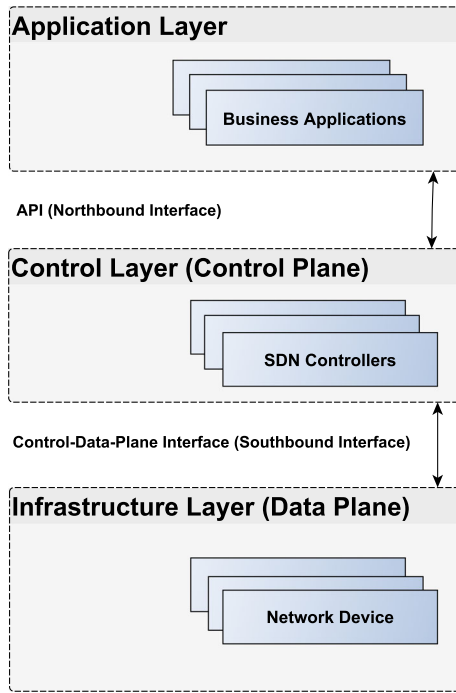 Application Layer
Business Applications
API (Northbound Interface)
Control Layer (Control Plane)
SDN Controllers
Control-Data-Plane Interface (Southbound Interface)
Infrastructure Layer (Data Plane)
Network Device